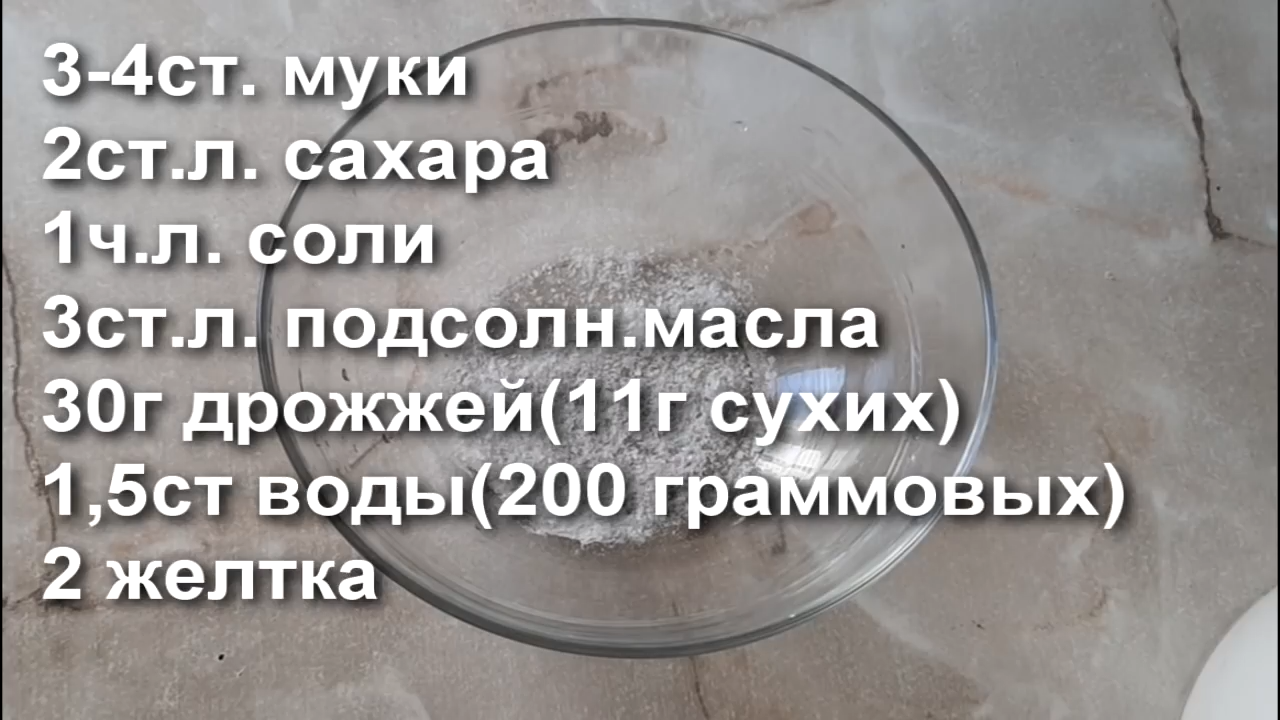 3-4ст. муки
2ст.л. сахара
1ч.л. соли
3ст.л. подсолн.масла
30г дрожжей(11г сухих)
1,5ст воды(200 граммовых)
2 желтка